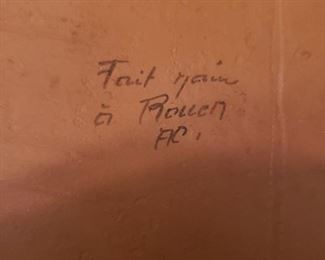 Fait main
à Rouen
AC.